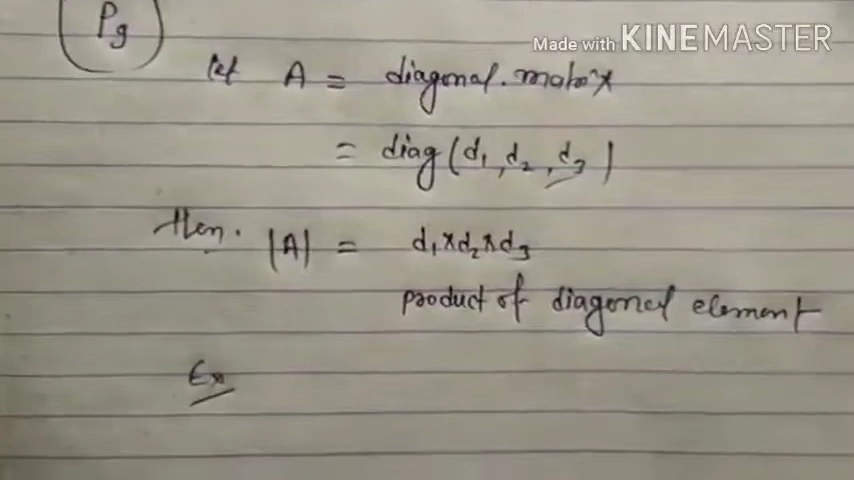 P9
Made with KINEMASTER
let A = diagonal. matrix
= diag (d1, d2, d3)
then. |A| = d1 x d2 x d3
product of diagonal element
Ex